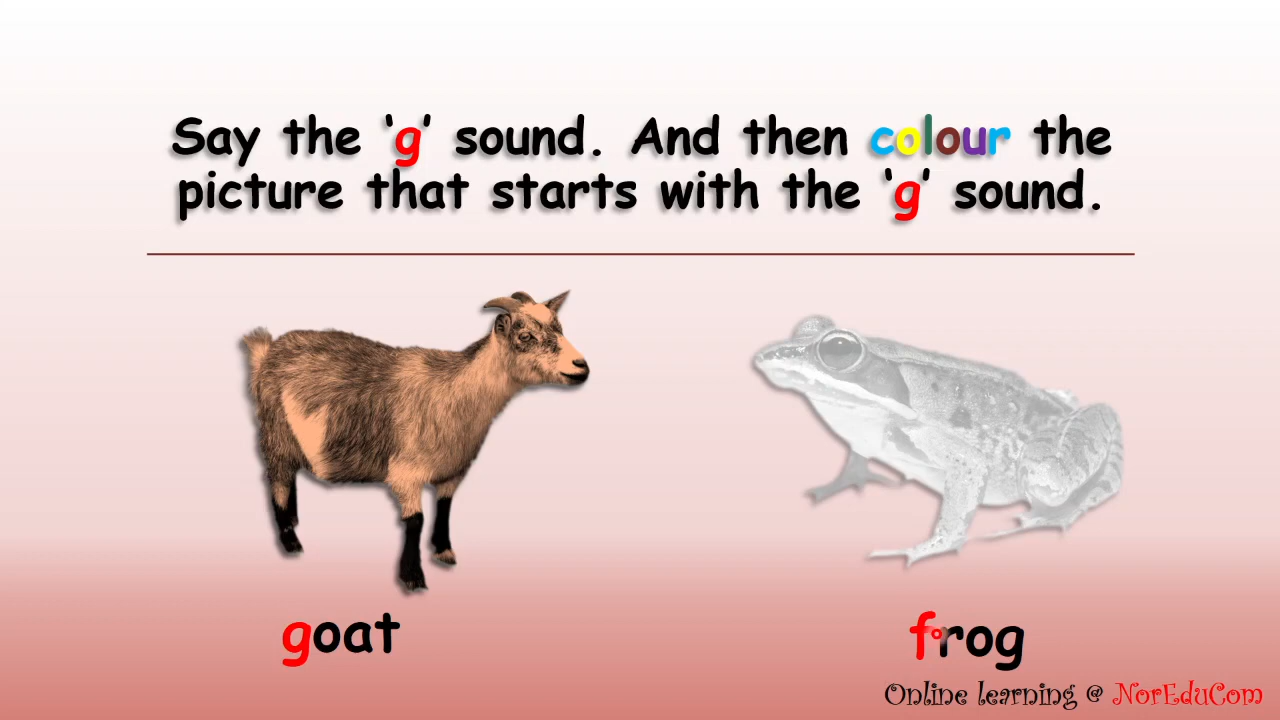 Say the ‘g’ sound. And then colour the
picture that starts with the ‘g’ sound.
goat
frog
Online learning @ NorEduCom